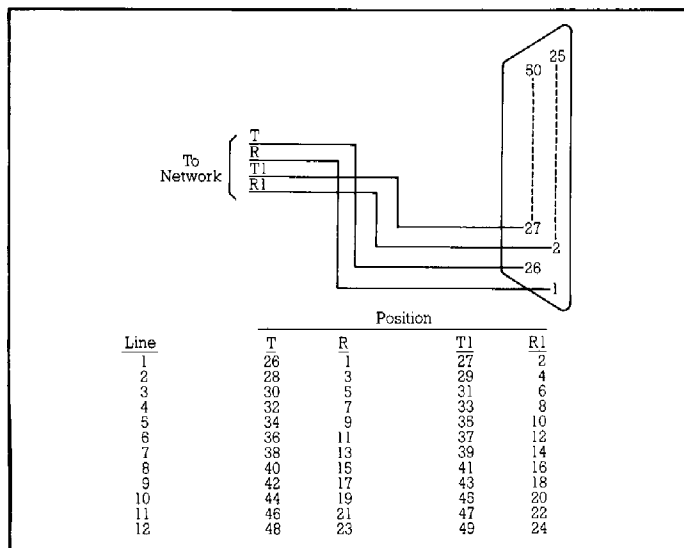 25
50
T
R
To
Network
T1
R1
27
2
26
1
Position
Line T R T1 R1
1 26 1 27 2
2 28 3 29 4
3 30 5 31 6
4 32 7 33 8
5 34 9 35 10
6 36 11 37 12
7 38 13 39 14
8 40 15 41 16
9 42 17 43 18
10 44 19 45 20
11 46 21 47 22
12 48 23 49 24